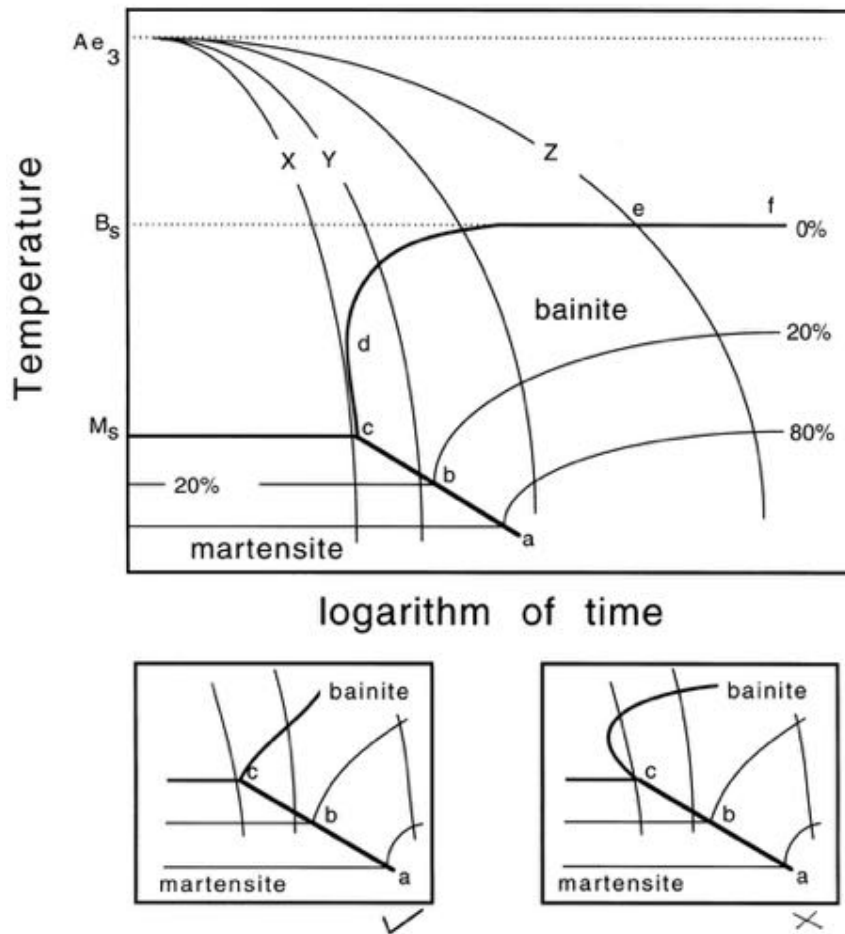 Ae3
X Y Z
Temperature
Bs e f 0%
bainite
d 20%
Ms c 80%
20% b
martensite a
logarithm of time
bainite
c
b
martensite a
bainite
c
b
martensite a